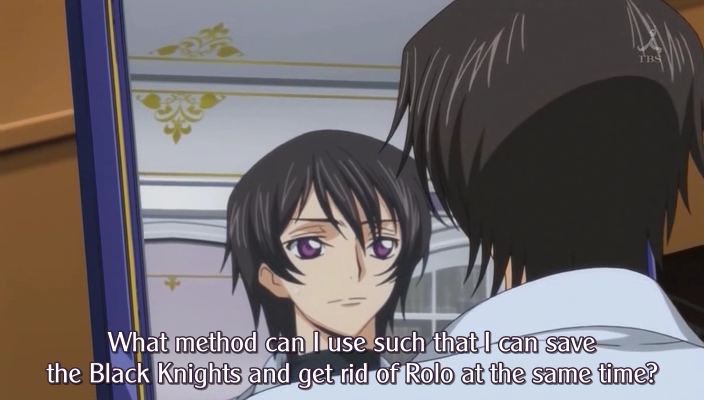 TBS
What method can I use such that I can save
the Black Knights and get rid of Rolo at the same time?